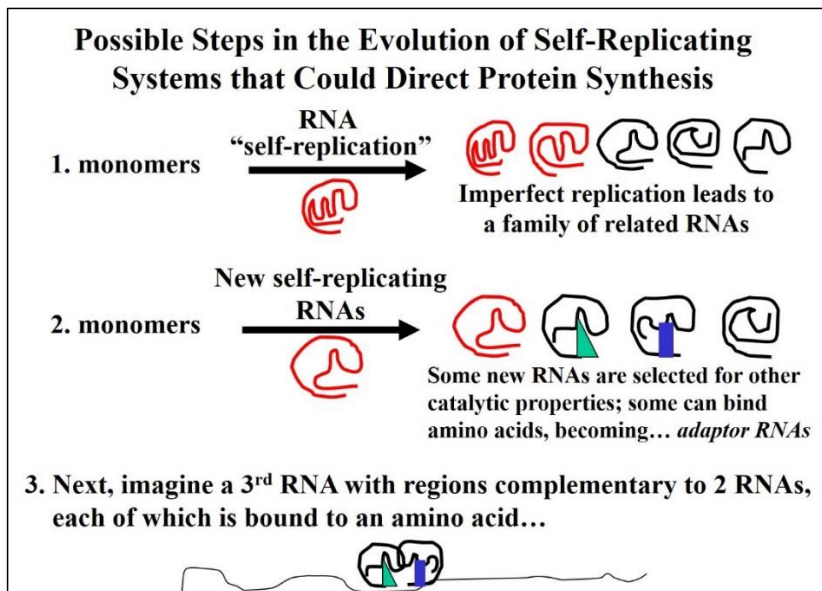 Possible Steps in the Evolution of Self-Replicating
Systems that Could Direct Protein Synthesis
RNA
“self-replication”
1. monomers
Imperfect replication leads to
a family of related RNAs
New self-replicating
RNAs
2. monomers
Some new RNAs are selected for other
catalytic properties; some can bind
amino acids, becoming… adaptor RNAs
3. Next, imagine a 3rd RNA with regions complementary to 2 RNAs,
each of which is bound to an amino acid…